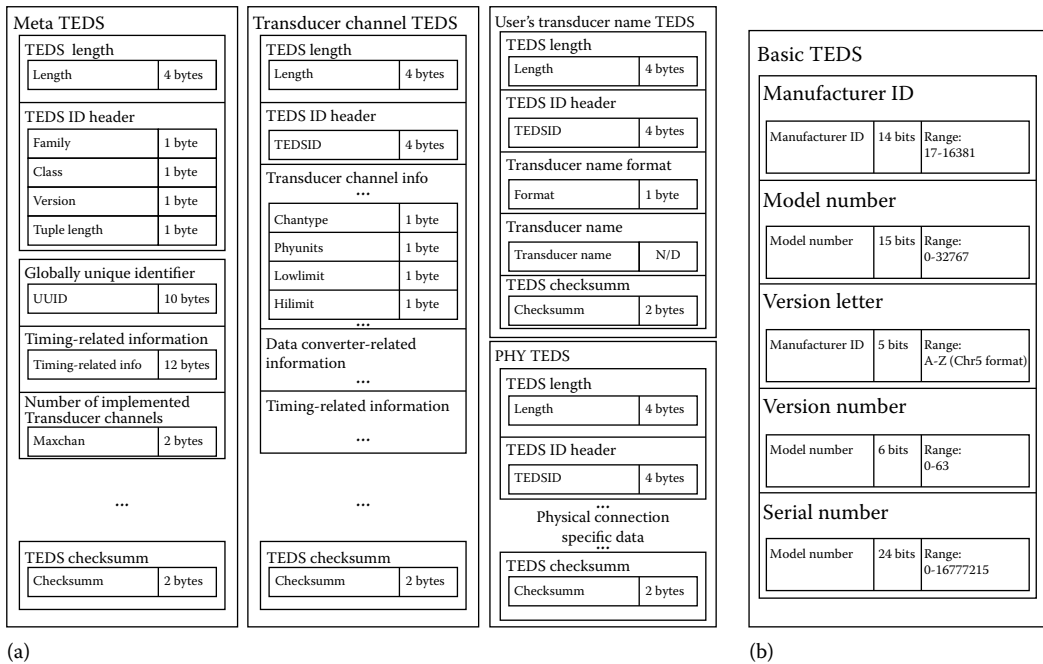 Meta TEDS
TEDS length
Length 4 bytes
TEDS ID header
Family 1 byte
Class 1 byte
Version 1 byte
Tuple length 1 byte
Globally unique identifier
UUID 10 bytes
Timing-related information
Timing-related info 12 bytes
Number of implemented
Transducer channels
Maxchan 2 bytes
...
TEDS checksumm
Checksumm 2 bytes
Transducer channel TEDS
TEDS length
Length 4 bytes
TEDS ID header
TEDSID 4 bytes
Transducer channel info
...
Chantype 1 byte
Phyunits 1 byte
Lowlimit 1 byte
Hilimit 1 byte
...
Data converter-related
information
...
Timing-related information
...
...
TEDS checksumm
Checksumm 2 bytes
User's transducer name TEDS
TEDS length
Length 4 bytes
TEDS ID header
TEDSID 4 bytes
Transducer name format
Format 1 byte
Transducer name
Transducer name N/D
TEDS checksumm
Checksumm 2 bytes
PHY TEDS
TEDS length
Length 4 bytes
TEDS ID header
TEDSID 4 bytes
...
Physical connection
specific data
...
TEDS checksumm
Checksumm 2 bytes
(a)
Basic TEDS
Manufacturer ID
Manufacturer ID 14 bits Range:
17-16381
Model number
Model number 15 bits Range:
0-32767
Version letter
Manufacturer ID 5 bits Range:
A-Z (Chr5 format)
Version number
Model number 6 bits Range:
0-63
Serial number
Model number 24 bits Range:
0-16777215
(b)